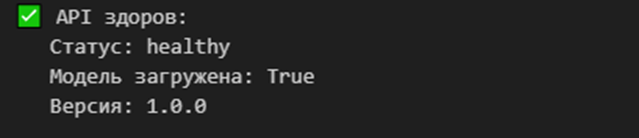 ✅ API здоров:
Статус: healthy
Модель загружена: True
Версия: 1.0.0